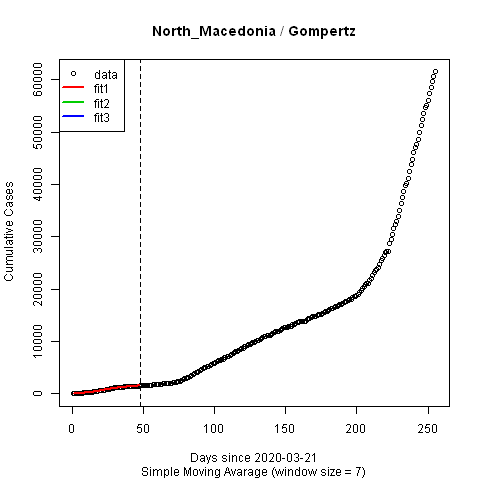 North_Macedonia / Gompertz
data
fit1
fit2
fit3
Cumulative Cases
60000
50000
40000
30000
20000
10000
0
0 50 100 150 200 250
Days since 2020-03-21
Simple Moving Avarage (window size = 7)